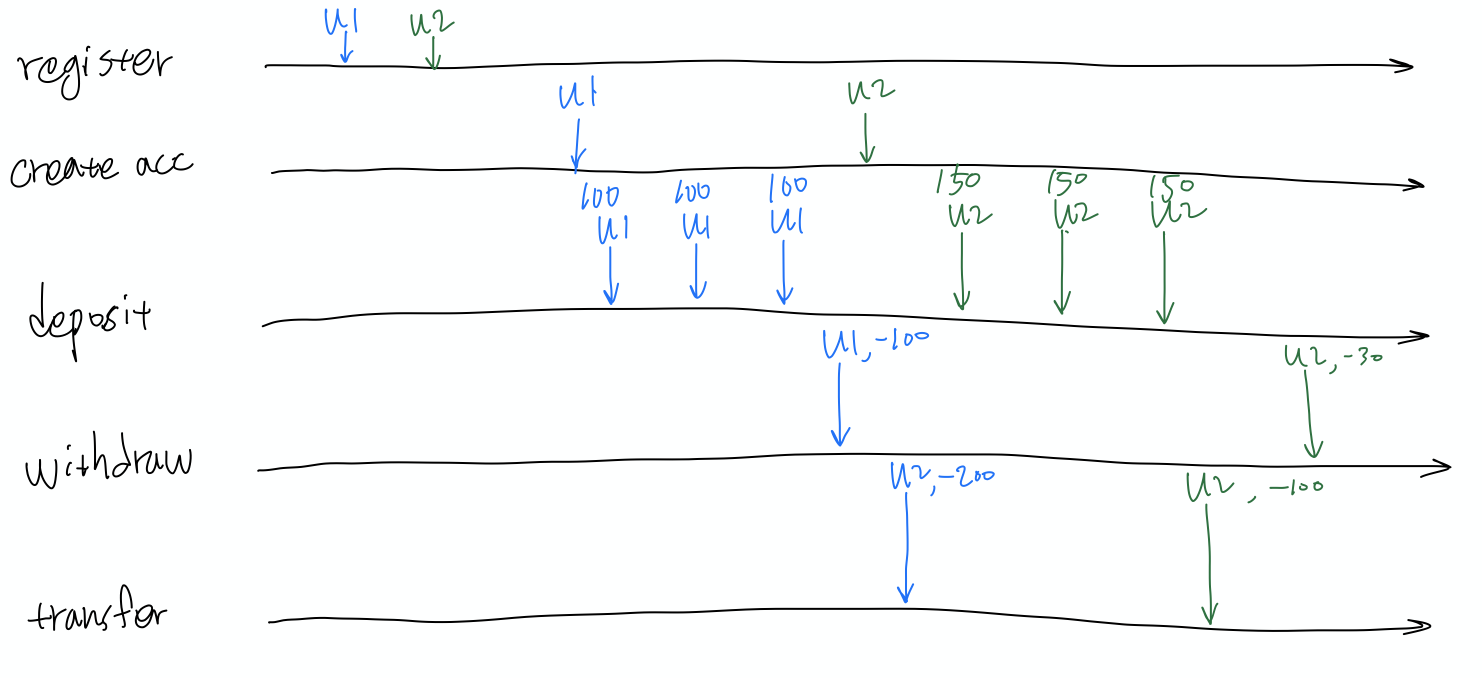 u1 u2
register
u1 u2
create acc
100 100 100 150 150 150
u1 u1 u1 u2 u2 u2
deposit
u1,-100 u2,-30
withdraw
u2,-200 u2 , -100
transfer